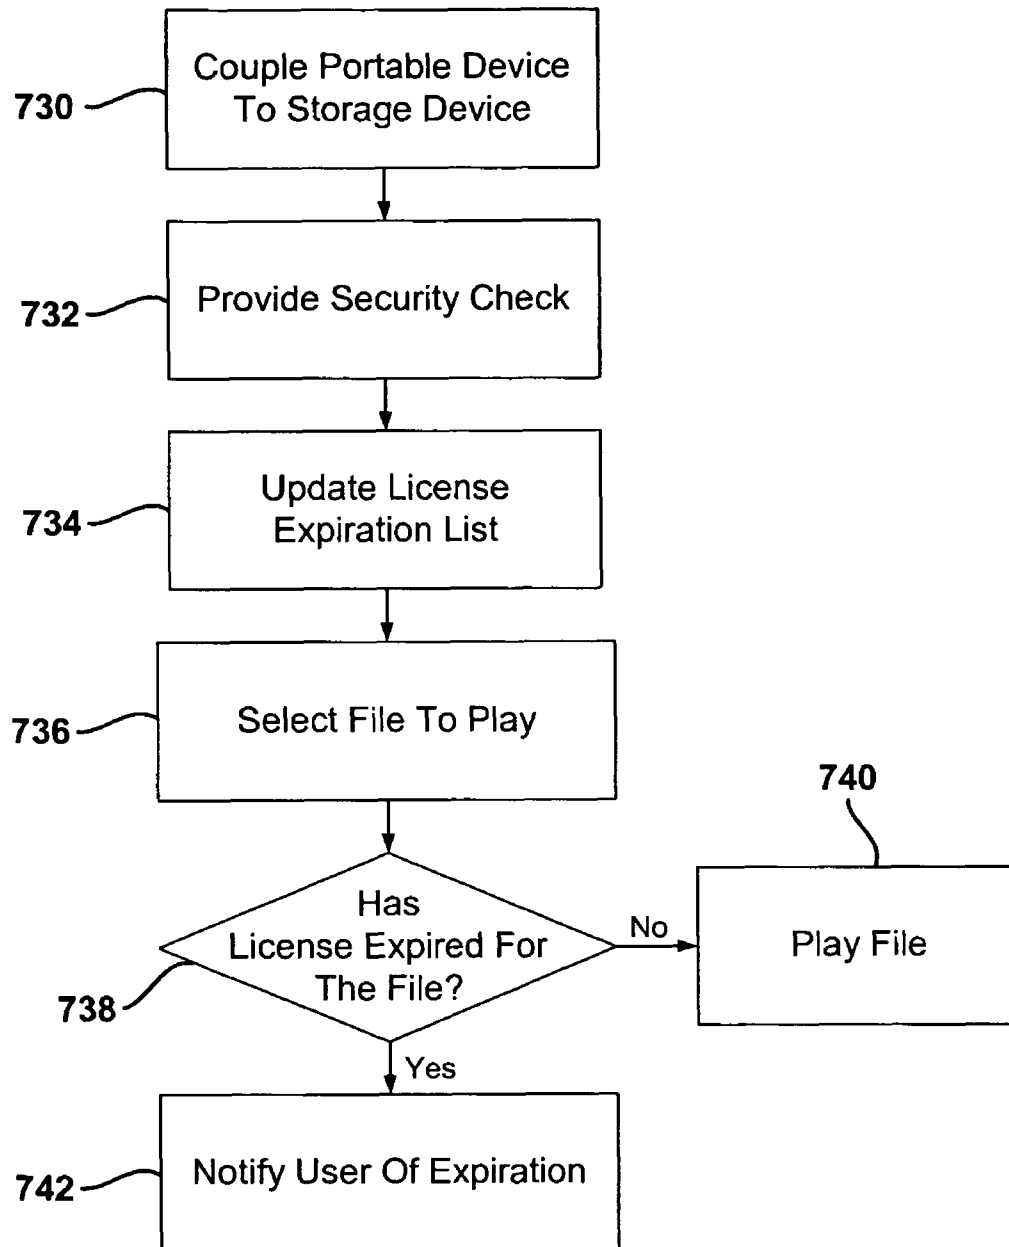 730
Couple Portable Device
To Storage Device
732
Provide Security Check
734
Update License
Expiration List
736
Select File To Play
738
Has
License Expired For
The File?
No
740
Play File
Yes
742
Notify User Of Expiration